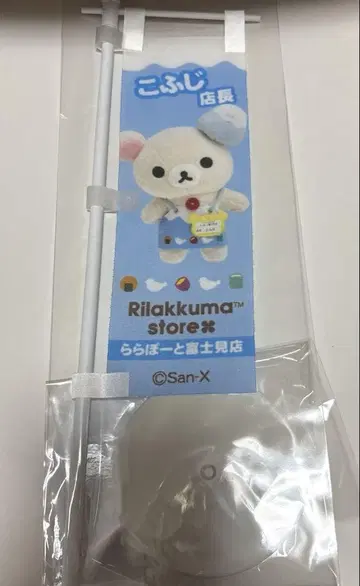 こふじ
店長
Rilakkuma™
store
ららぽーと富士見店
©San-X